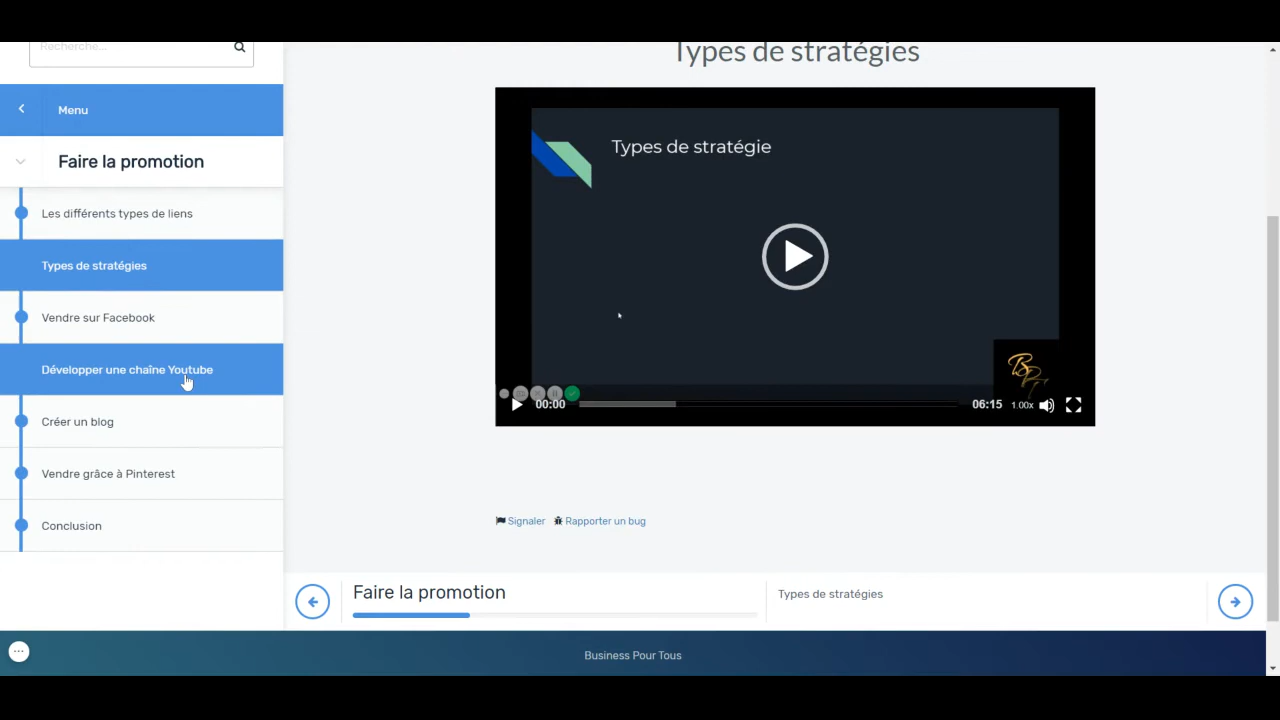 Recherche...
Menu
Faire la promotion
Les différents types de liens
Types de stratégies
Vendre sur Facebook
Développer une chaîne Youtube
Créer un blog
Vendre grâce à Pinterest
Conclusion
Types de stratégies
Types de stratégie
00:00
06:15
1.00x
Signaler
Rapporter un bug
Faire la promotion
Types de stratégies
Business Pour Tous